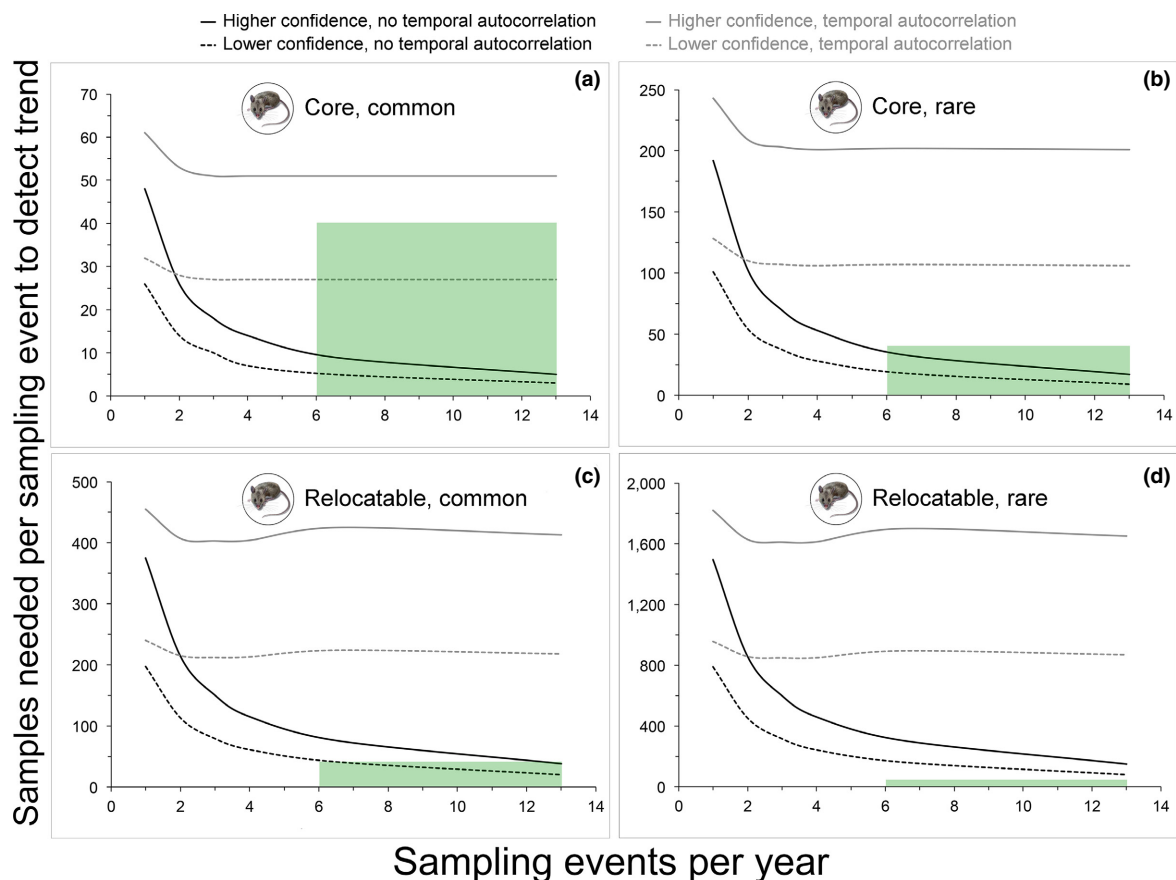 Higher confidence, no temporal autocorrelation
Lower confidence, no temporal autocorrelation
Higher confidence, temporal autocorrelation
Lower confidence, temporal autocorrelation
Samples needed per sampling event to detect trend
(a)
Core, common
70
60
50
40
30
20
10
0
0 2 4 6 8 10 12 14
(b)
Core, rare
250
200
150
100
50
0
0 2 4 6 8 10 12 14
(c)
Relocatable, common
500
400
300
200
100
0
0 2 4 6 8 10 12 14
(d)
Relocatable, rare
2,000
1,600
1,200
800
400
0
0 2 4 6 8 10 12 14
Sampling events per year